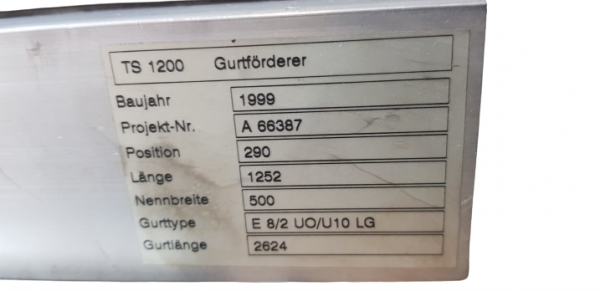 TS 1200 Gurtförderer
Baujahr 1999
Projekt-Nr. A 66387
Position 290
Länge 1252
Nennbreite 500
Gurttype E 8/2 UO/U10 LG
Gurtlänge 2624